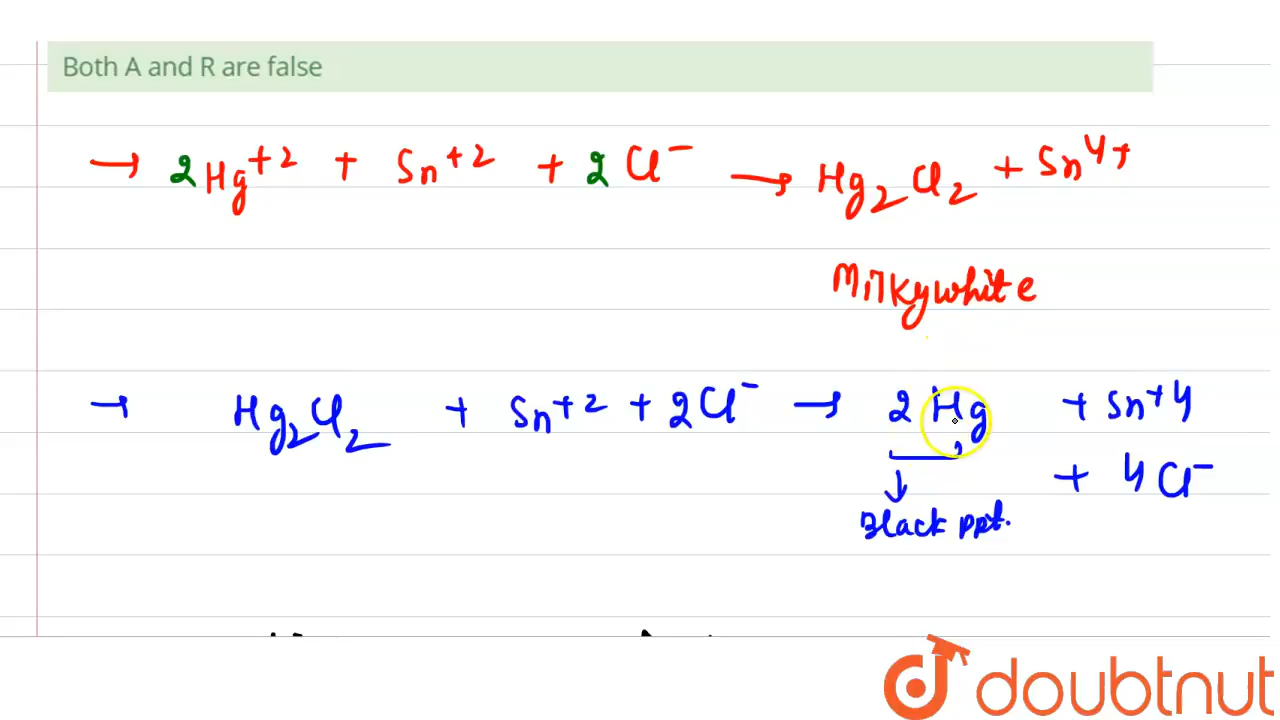 Both A and R are false
→ 2Hg⁺² + Sn⁺² + 2Cl⁻ → Hg₂Cl₂ + Sn⁴⁺
Milkywhite
→ Hg₂Cl₂ + Sn⁺² + 2Cl⁻ → 2Hg + Sn⁺⁴
+ 4Cl⁻
↓
Black ppt.
doubtnut